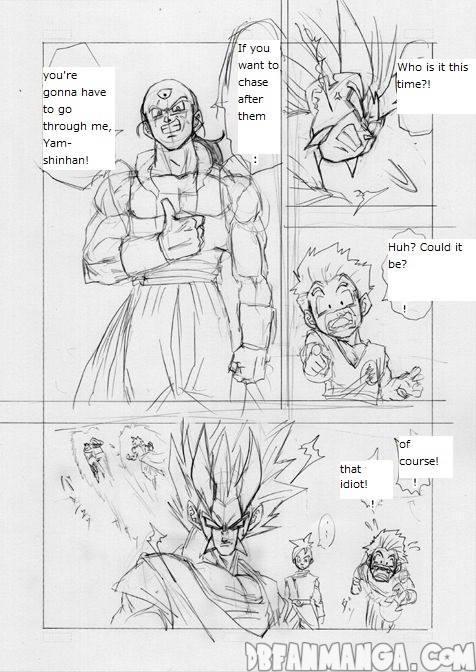 Who is it this
time?!
If you
want to
chase
after
them
:
you're
gonna have
to go
through me,
Yam-
shinhan!
Huh? Could it
be?
!
of
course!
!
that
idiot!
!
DBFANMANGA.COM